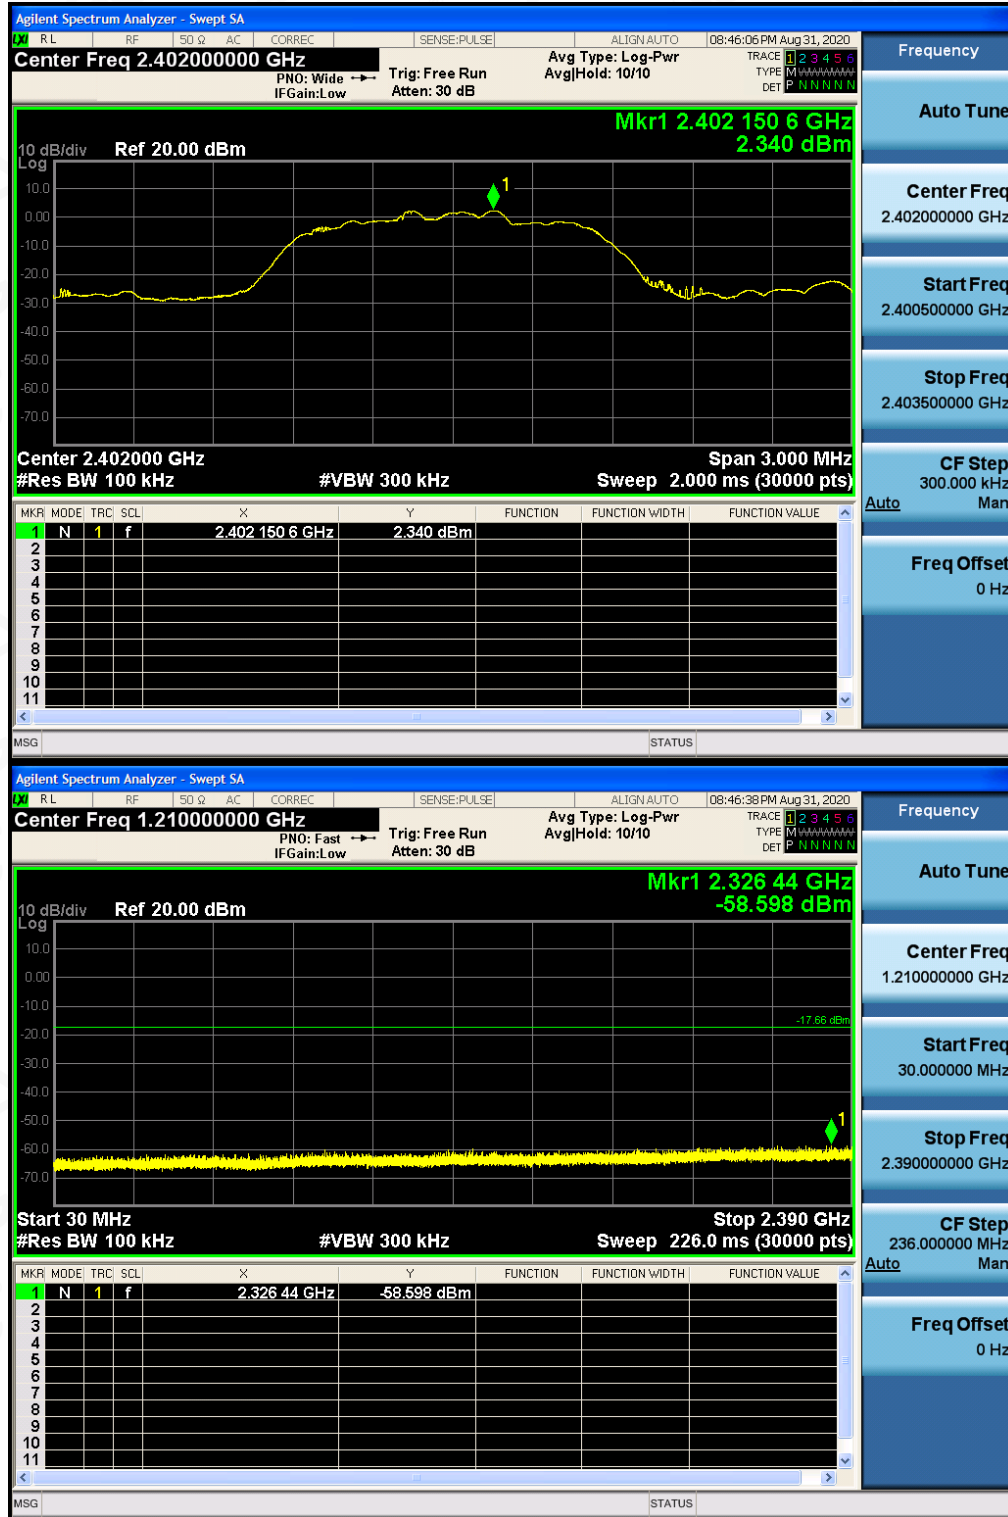 Agilent Spectrum Analyzer - Swept SA
LXI RL RF 50 Ω AC CORREC SENSE:PULSE ALIGN AUTO 08:46:06 PM Aug 31, 2020
Center Freq 2.402000000 GHz
PNO: Wide
IFGain:Low
Trig: Free Run
Atten: 30 dB
Avg Type: Log-Pwr
Avg|Hold: 10/10
TRACE 1 2 3 4 5 6
TYPE M
DET P N N N N N
Mkr1 2.402 150 6 GHz
2.340 dBm
10 dB/div Ref 20.00 dBm
Log
10.0
0.00
-10.0
-20.0
-30.0
-40.0
-50.0
-60.0
-70.0
1
Center 2.402000 GHz Span 3.000 MHz
#Res BW 100 kHz #VBW 300 kHz Sweep 2.000 ms (30000 pts)
MKR MODE TRC SCL X Y FUNCTION FUNCTION WIDTH FUNCTION VALUE
1 N 1 f 2.402 150 6 GHz 2.340 dBm
2
3
4
5
6
7
8
9
10
11
MSG STATUS
Frequency
Auto Tune
Center Freq
2.402000000 GHz
Start Freq
2.400500000 GHz
Stop Freq
2.403500000 GHz
CF Step
300.000 kHz
Auto Man
Freq Offset
0 Hz
Agilent Spectrum Analyzer - Swept SA
LXI RL RF 50 Ω AC CORREC SENSE:PULSE ALIGN AUTO 08:46:38 PM Aug 31, 2020
Center Freq 1.210000000 GHz
PNO: Fast
IFGain:Low
Trig: Free Run
Atten: 30 dB
Avg Type: Log-Pwr
Avg|Hold: 10/10
TRACE 1 2 3 4 5 6
TYPE M
DET P N N N N N
Mkr1 2.326 44 GHz
-58.598 dBm
10 dB/div Ref 20.00 dBm
Log
10.0
0.00
-10.0
-20.0
-30.0
-40.0
-50.0
-60.0
-70.0
-17.66 dBm
1
Start 30 MHz Stop 2.390 GHz
#Res BW 100 kHz #VBW 300 kHz Sweep 226.0 ms (30000 pts)
MKR MODE TRC SCL X Y FUNCTION FUNCTION WIDTH FUNCTION VALUE
1 N 1 f 2.326 44 GHz -58.598 dBm
2
3
4
5
6
7
8
9
10
11
MSG STATUS
Frequency
Auto Tune
Center Freq
1.210000000 GHz
Start Freq
30.000000 MHz
Stop Freq
2.390000000 GHz
CF Step
236.000000 MHz
Auto Man
Freq Offset
0 Hz